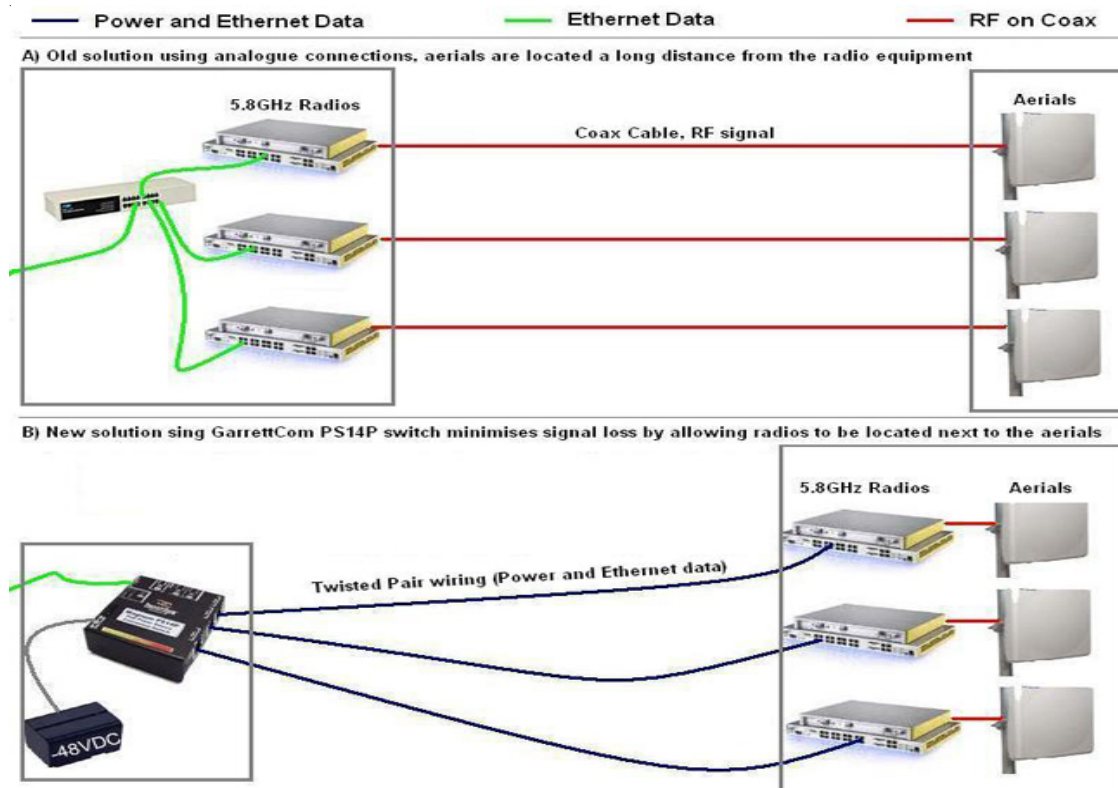 Power and Ethernet Data
Ethernet Data
RF on Coax
A) Old solution using analogue connections, aerials are located a long distance from the radio equipment
5.8GHz Radios
Coax Cable, RF signal
Aerials
B) New solution sing GarrettCom PS14P switch minimises signal loss by allowing radios to be located next to the aerials
5.8GHz Radios
Aerials
Twisted Pair wiring (Power and Ethernet data)
Magnum PS14P
-48VDC